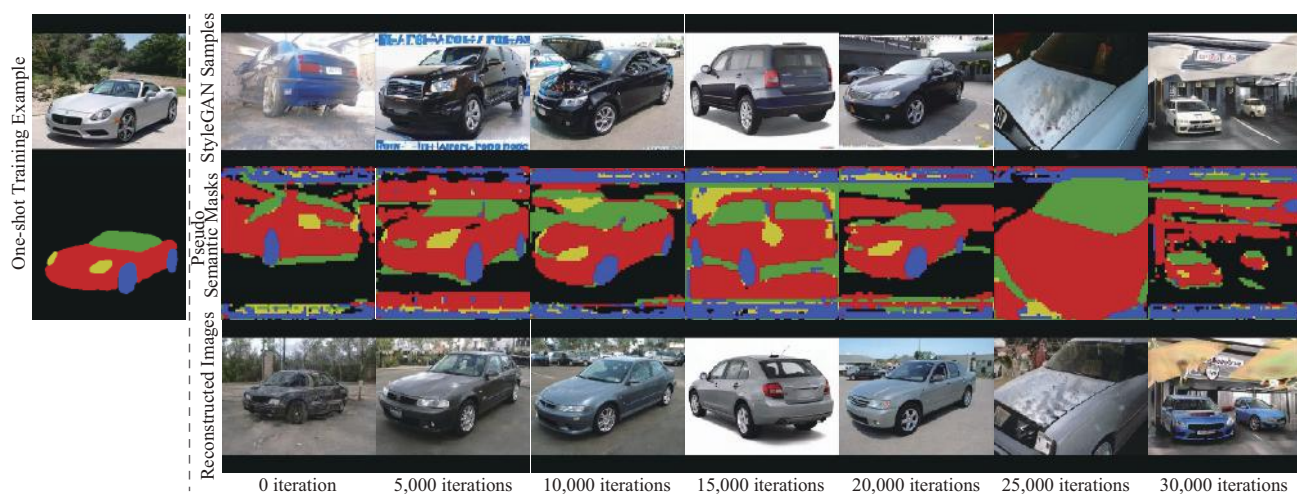 One-shot Training Example
StyleGAN Samples
Pseudo
Semantic Masks
Reconstructed Images
0 iteration
5,000 iterations
10,000 iterations
15,000 iterations
20,000 iterations
25,000 iterations
30,000 iterations